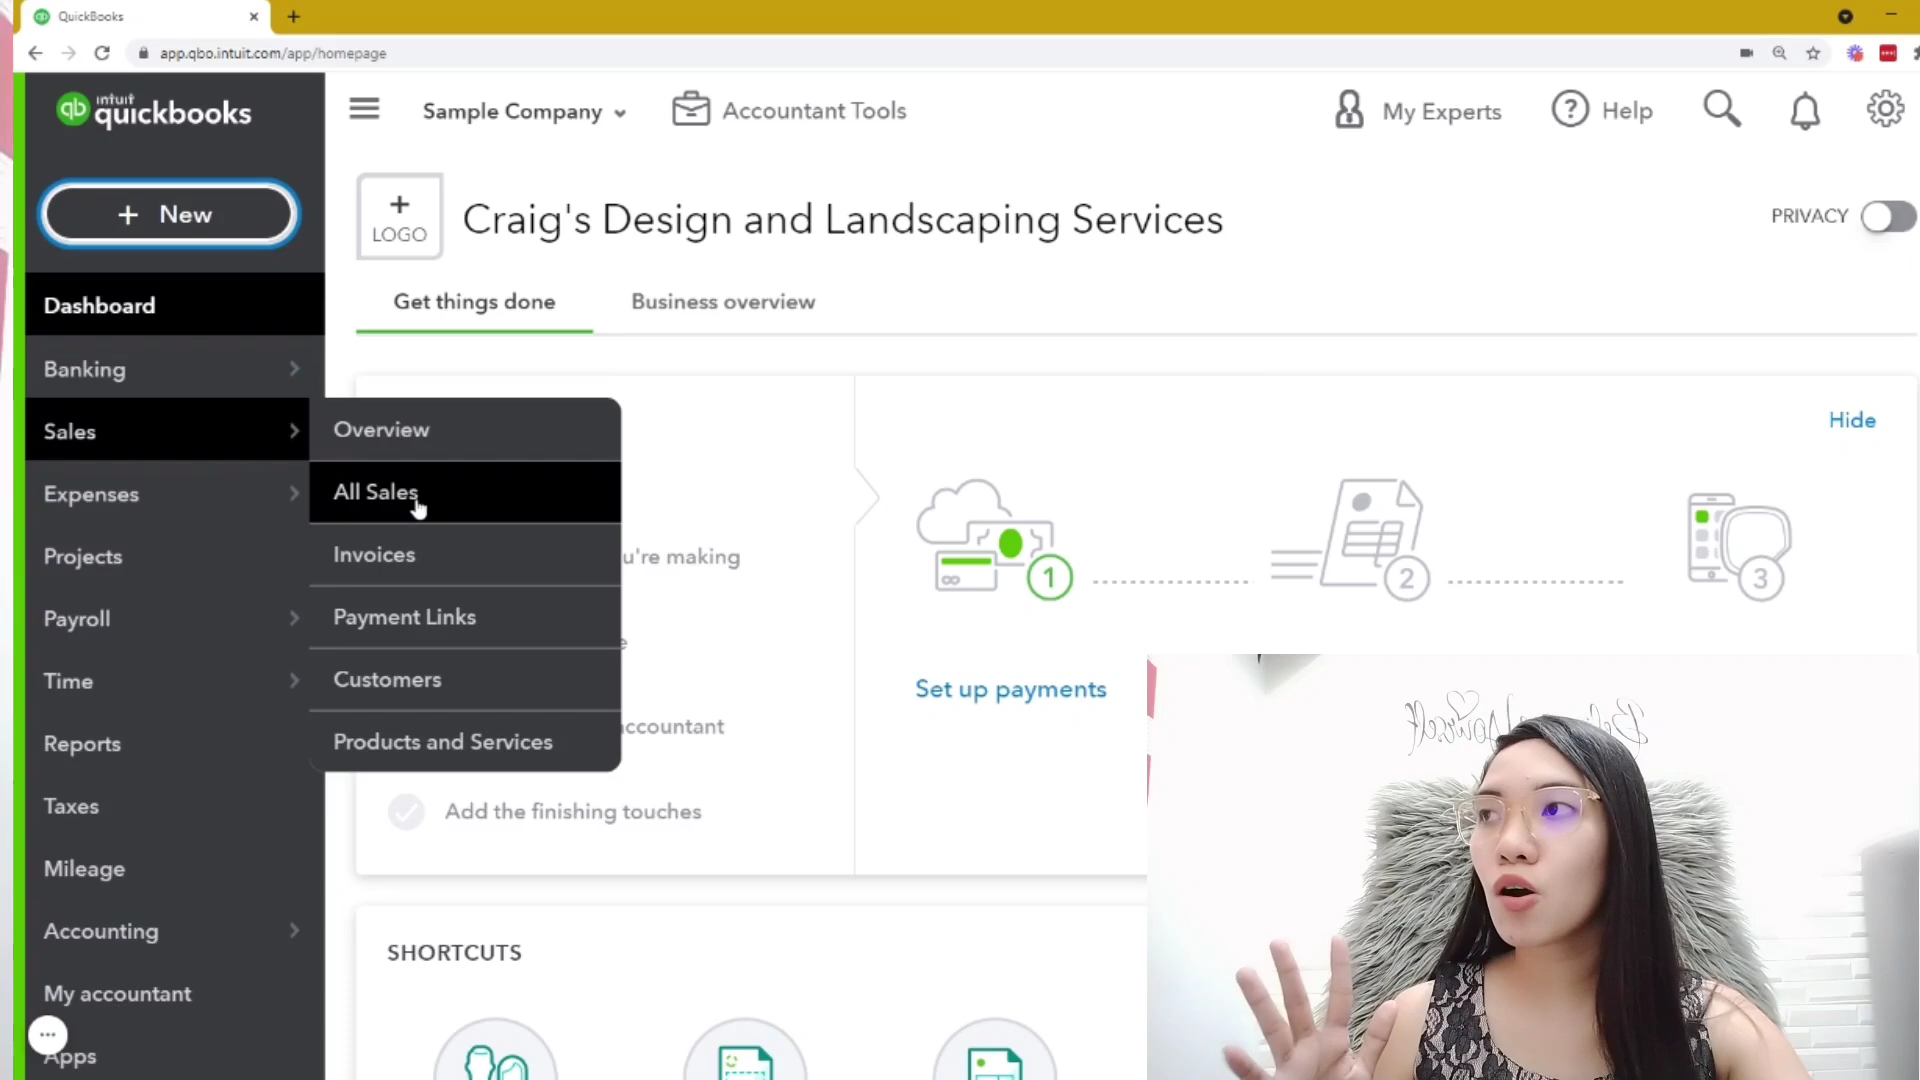 QuickBooks
app.qbo.intuit.com/app/homepage
intuit
quickbooks
Sample Company
Accountant Tools
My Experts
Help
+ New
+
LOGO
Craig's Design and Landscaping Services
PRIVACY
Get things done
Business overview
Dashboard
Banking
Sales
Expenses
Projects
Payroll
Time
Reports
Taxes
Mileage
Accounting
My accountant
Apps
Overview
All Sales
Invoices
Payment Links
Customers
Products and Services
u're making
accountant
Add the finishing touches
Hide
1
2
3
Set up payments
SHORTCUTS